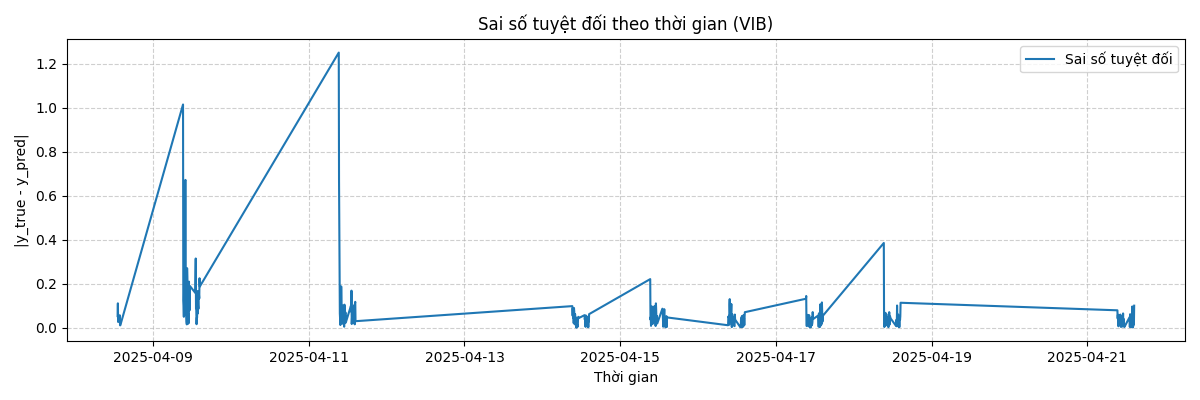 Sai số tuyệt đối theo thời gian (VIB)
Sai số tuyệt đối
|y_true - y_pred|
1.2
1.0
0.8
0.6
0.4
0.2
0.0
2025-04-09 2025-04-11 2025-04-13 2025-04-15 2025-04-17 2025-04-19 2025-04-21
Thời gian